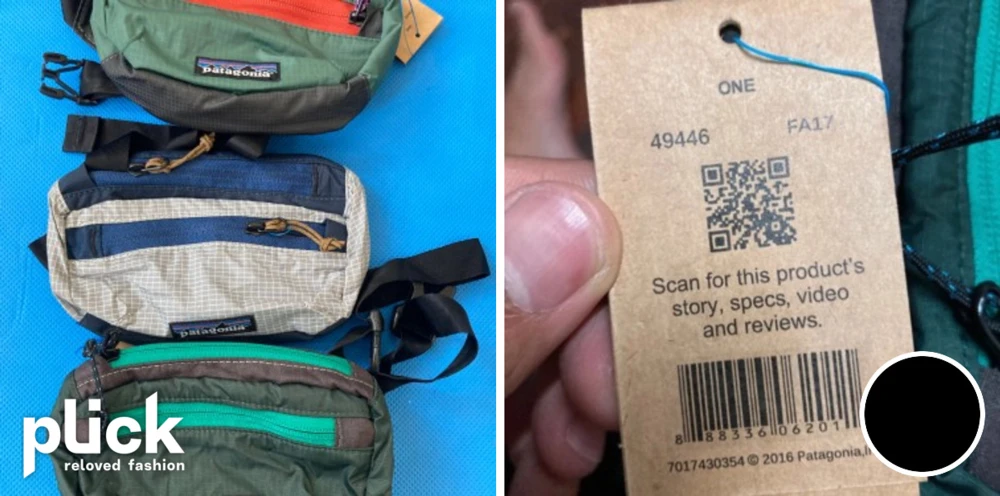 patagonia
patagonia
plick
reloved fashion
ONE
49446 FA17
Scan for this product's
story, specs, video
and reviews.
8 88336 06201
7017430354 © 2016 Patagonia,I